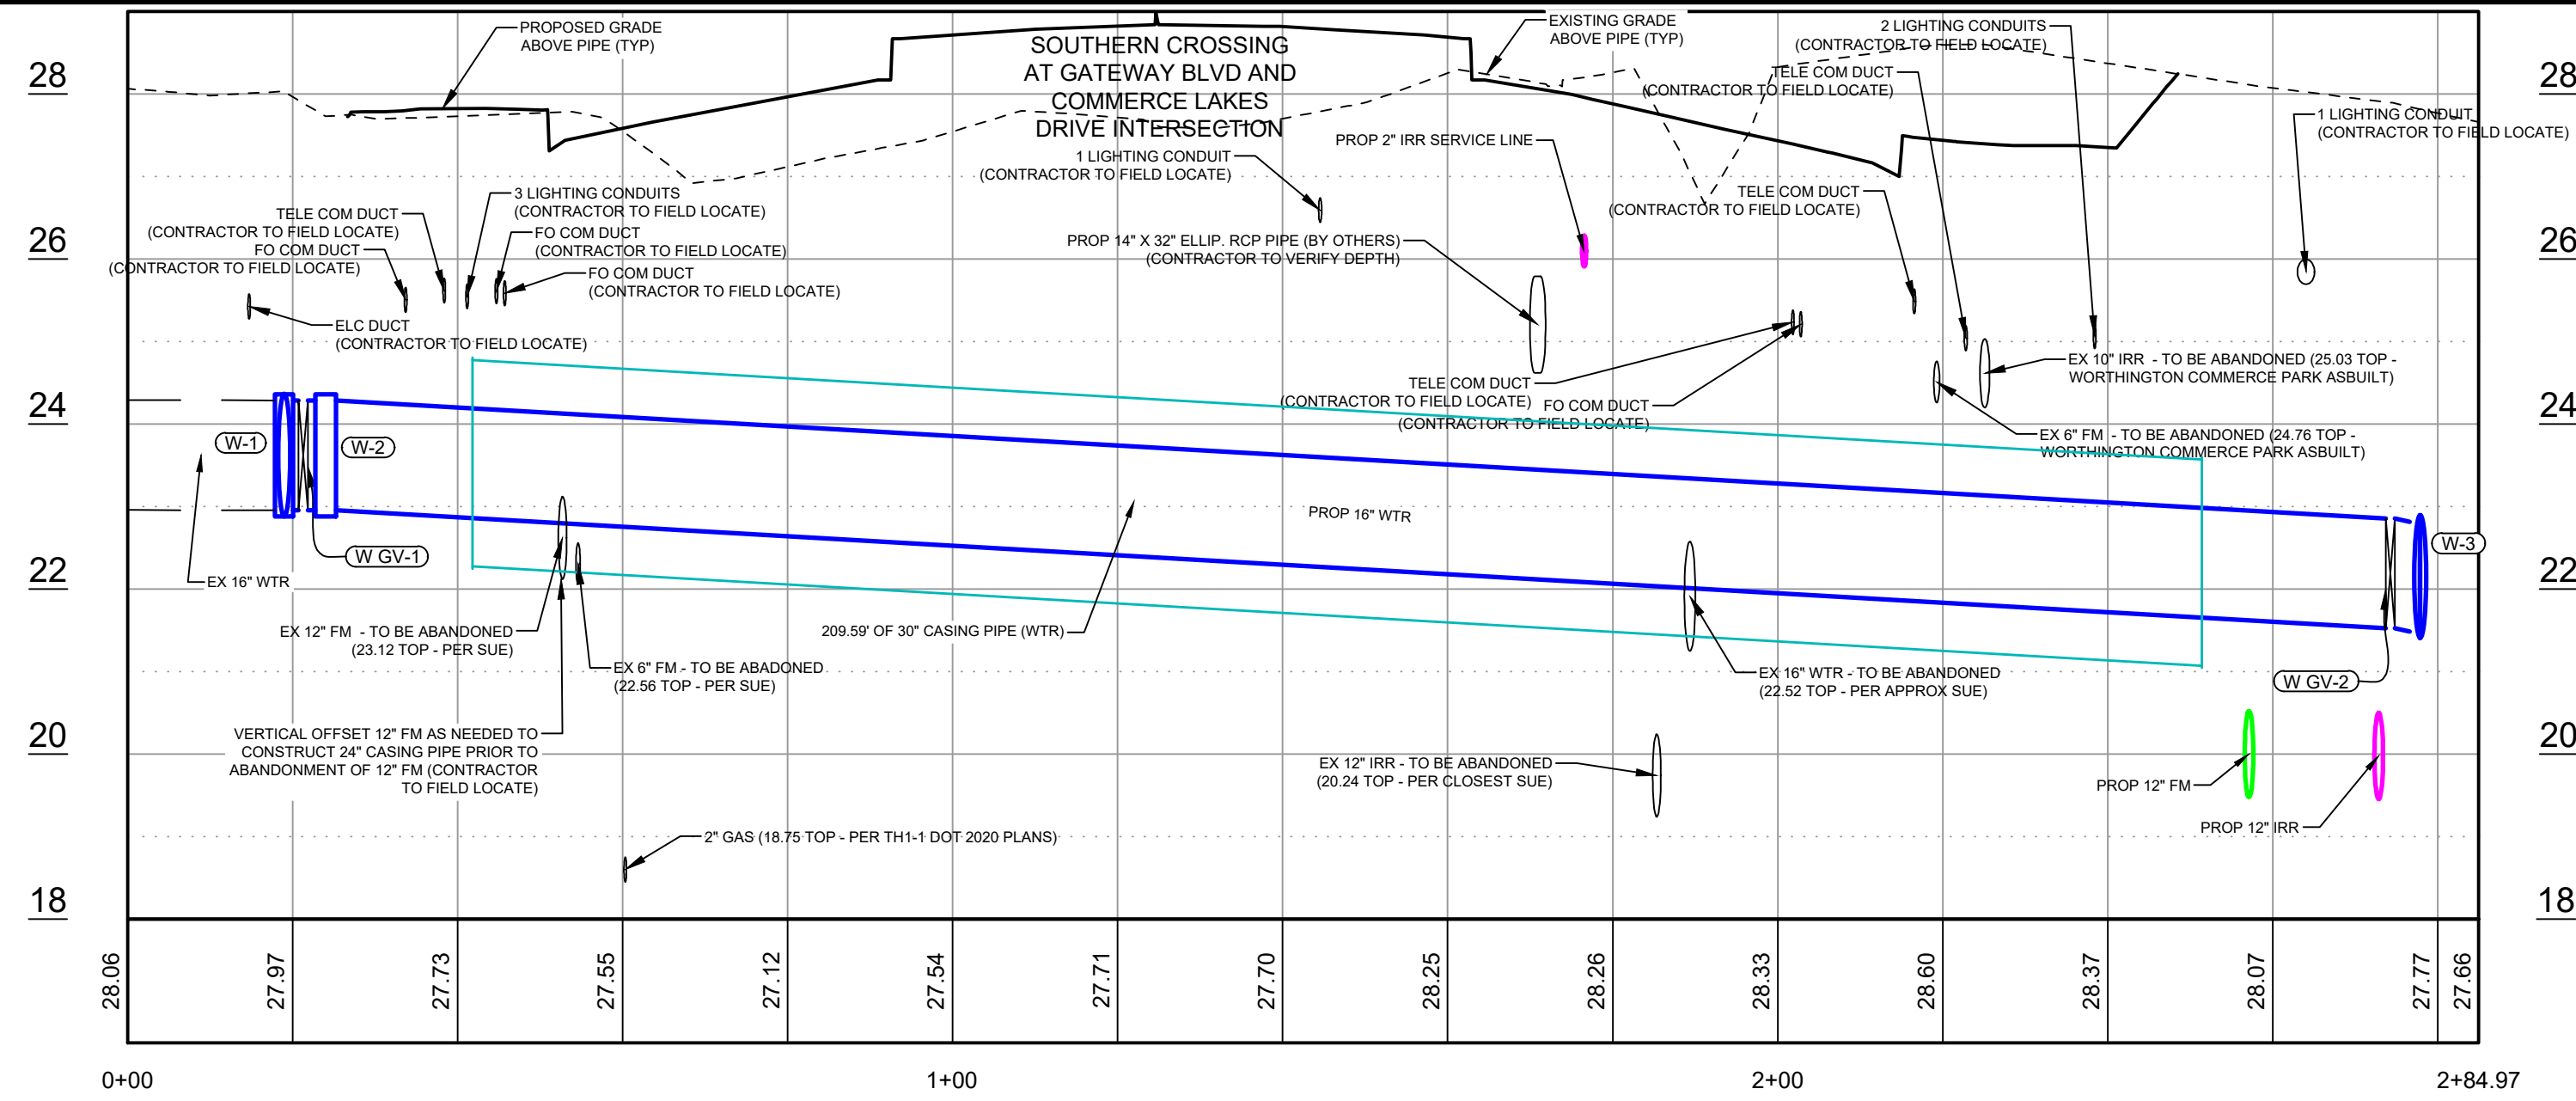 PROPOSED GRADE
ABOVE PIPE (TYP)
SOUTHERN CROSSING
AT GATEWAY BLVD AND
COMMERCE LAKES
DRIVE INTERSECTION
EXISTING GRADE
ABOVE PIPE (TYP)
2 LIGHTING CONDUITS
(CONTRACTOR TO FIELD LOCATE)
TELE COM DUCT
(CONTRACTOR TO FIELD LOCATE)
1 LIGHTING CONDUIT
(CONTRACTOR TO FIELD LOCATE)
28
28
PROP 2" IRR SERVICE LINE
1 LIGHTING CONDUIT
(CONTRACTOR TO FIELD LOCATE)
TELE COM DUCT
(CONTRACTOR TO FIELD LOCATE)
3 LIGHTING CONDUITS
(CONTRACTOR TO FIELD LOCATE)
TELE COM DUCT
(CONTRACTOR TO FIELD LOCATE)
FO COM DUCT
(CONTRACTOR TO FIELD LOCATE)
FO COM DUCT
(CONTRACTOR TO FIELD LOCATE)
FO COM DUCT
(CONTRACTOR TO FIELD LOCATE)
PROP 14" X 32" ELLIP. RCP PIPE (BY OTHERS)
(CONTRACTOR TO VERIFY DEPTH)
26
26
ELC DUCT
(CONTRACTOR TO FIELD LOCATE)
TELE COM DUCT
(CONTRACTOR TO FIELD LOCATE)
FO COM DUCT
(CONTRACTOR TO FIELD LOCATE)
EX 10" IRR - TO BE ABANDONED (25.03 TOP -
WORTHINGTON COMMERCE PARK ASBUILT)
EX 6" FM - TO BE ABANDONED (24.76 TOP -
WORTHINGTON COMMERCE PARK ASBUILT)
24
24
W-1
W-2
W GV-1
PROP 16" WTR
W-3
EX 16" WTR
22
22
EX 12" FM - TO BE ABANDONED
(23.12 TOP - PER SUE)
EX 6" FM - TO BE ABADONED
(22.56 TOP - PER SUE)
209.59' OF 30" CASING PIPE (WTR)
EX 16" WTR - TO BE ABANDONED
(22.52 TOP - PER APPROX SUE)
W GV-2
VERTICAL OFFSET 12" FM AS NEEDED TO
CONSTRUCT 24" CASING PIPE PRIOR TO
ABANDONMENT OF 12" FM (CONTRACTOR
TO FIELD LOCATE)
20
20
EX 12" IRR - TO BE ABANDONED
(20.24 TOP - PER CLOSEST SUE)
PROP 12" FM
PROP 12" IRR
2" GAS (18.75 TOP - PER TH1-1 DOT 2020 PLANS)
18
18
28.06
27.97
27.73
27.55
27.12
27.54
27.71
27.70
28.25
28.26
28.33
28.60
28.37
28.07
27.77
27.66
0+00
1+00
2+00
2+84.97